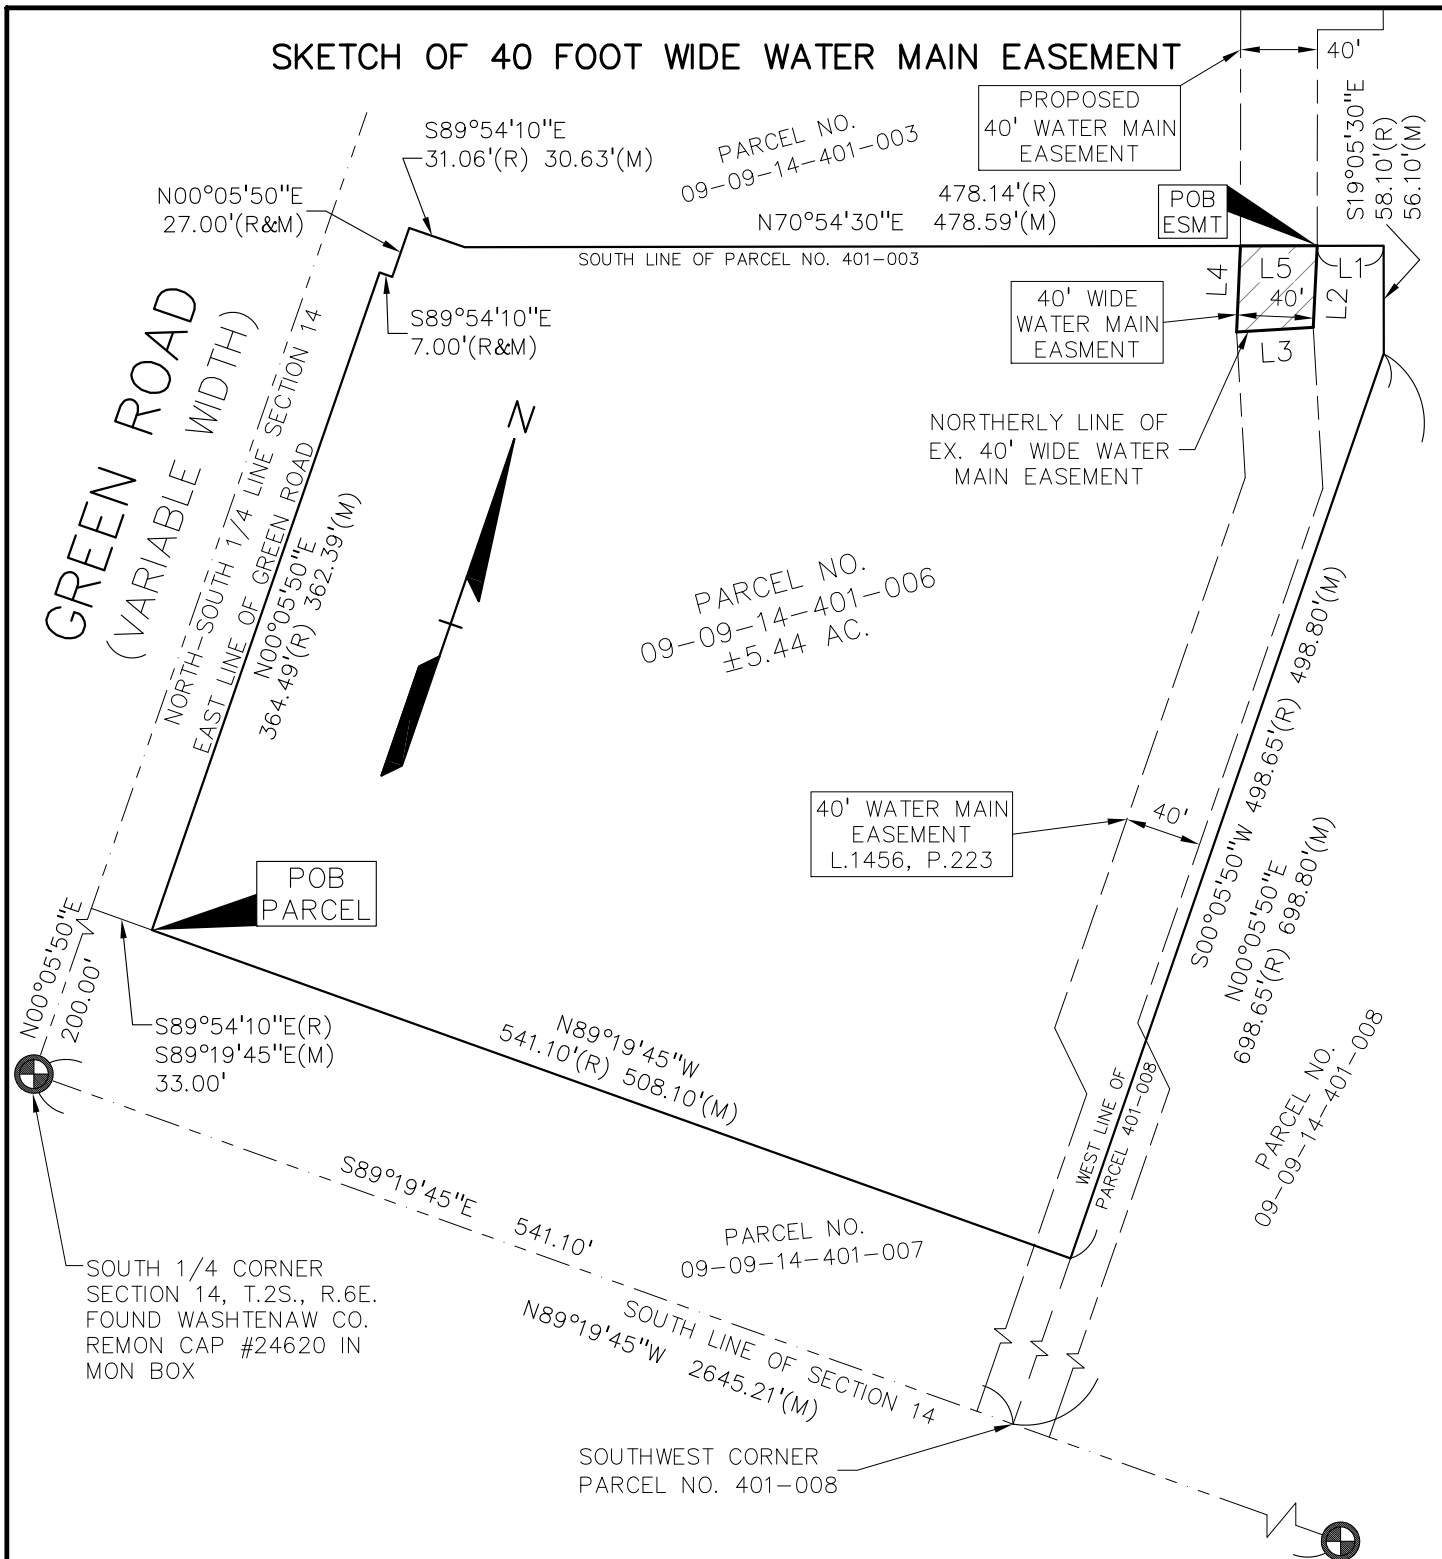 SKETCH OF 40 FOOT WIDE WATER MAIN EASEMENT
40'
PROPOSED
40' WATER MAIN
EASEMENT
S19°05'30"E
58.10'(R)
56.10'(M)
S89°54'10"E
31.06'(R) 30.63'(M)
PARCEL NO.
09-09-14-401-003
N00°05'50"E
27.00'(R&M)
478.14'(R)
N70°54'30"E 478.59'(M)
POB
ESMT
SOUTH LINE OF PARCEL NO. 401-003
L4
L5
L1
40'
L2
L3
S89°54'10"E
7.00'(R&M)
40' WIDE
WATER MAIN
EASMENT
GREEN ROAD
(VARIABLE WIDTH)
NORTH-SOUTH 1/4 LINE SECTION 14
EAST LINE OF GREEN ROAD
N00°05'50"E
364.49'(R) 362.39'(M)
N
NORTHERLY LINE OF
EX. 40' WIDE WATER
MAIN EASEMENT
PARCEL NO.
09-09-14-401-006
±5.44 AC.
40' WATER MAIN
EASEMENT
L.1456, P.223
40'
S00°05'50"W 498.65'(R) 498.80'(M)
N00°05'50"E
698.65'(R) 698.80'(M)
POB
PARCEL
N00°05'50"E
200.00'
S89°54'10"E(R)
S89°19'45"E(M)
33.00'
N89°19'45"W
541.10'(R) 508.10'(M)
WEST LINE OF
PARCEL 401-008
PARCEL NO.
09-09-14-401-008
S89°19'45"E 541.10'
PARCEL NO.
09-09-14-401-007
SOUTH 1/4 CORNER
SECTION 14, T.2S., R.6E.
FOUND WASHTENAW CO.
REMON CAP #24620 IN
MON BOX
SOUTH LINE OF SECTION 14
N89°19'45"W 2645.21'(M)
SOUTHWEST CORNER
PARCEL NO. 401-008